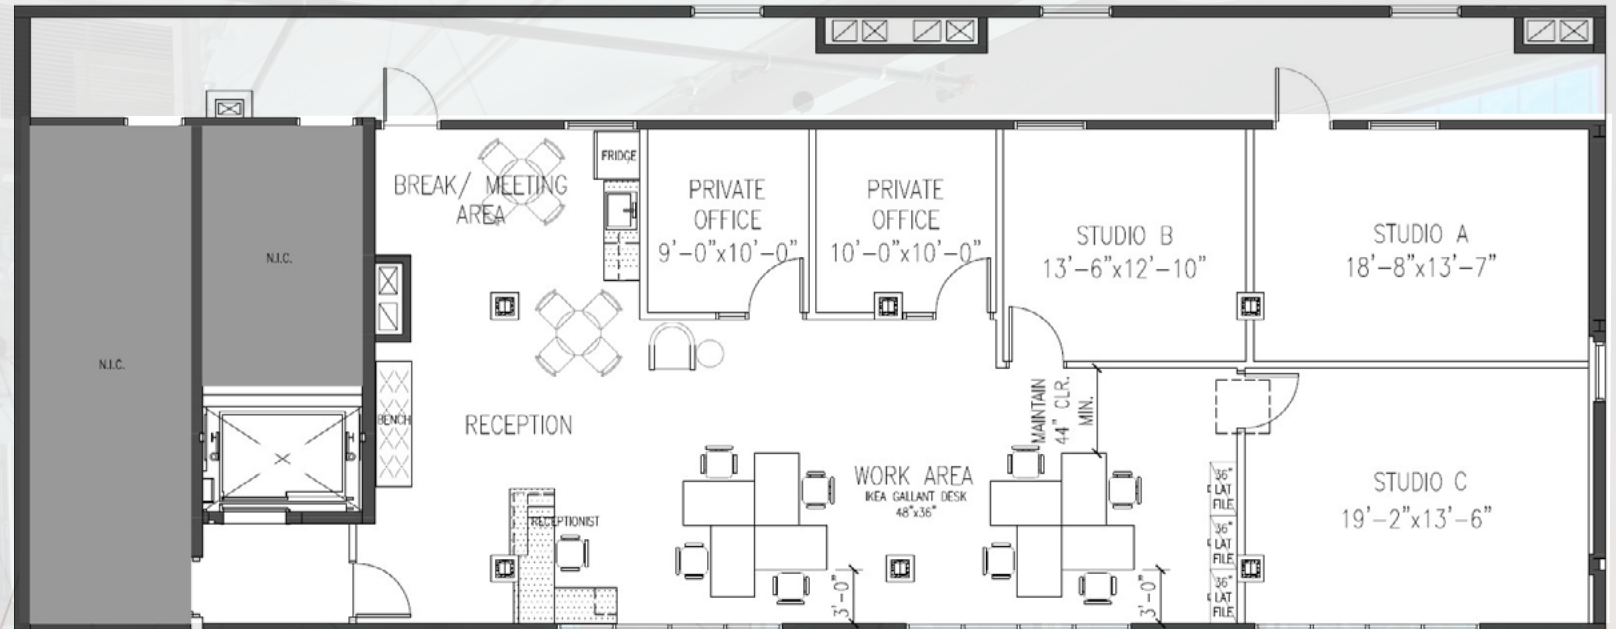 FRIDGE
BREAK/ MEETING
AREA
PRIVATE
OFFICE
9'-0"x10'-0"
PRIVATE
OFFICE
10'-0"x10'-0"
STUDIO B
13'-6"x12'-10"
STUDIO A
18'-8"x13'-7"
N.I.C.
N.I.C.
BENCH
RECEPTION
MAINTAIN
44" CLR.
MIN.
WORK AREA
IKEA GALLANT DESK
48"x36"
RECEPTIONIST
36"
LAT
FILE
36"
LAT
FILE
36"
LAT
FILE
STUDIO C
19'-2"x13'-6"
3'-0"
3'-0"